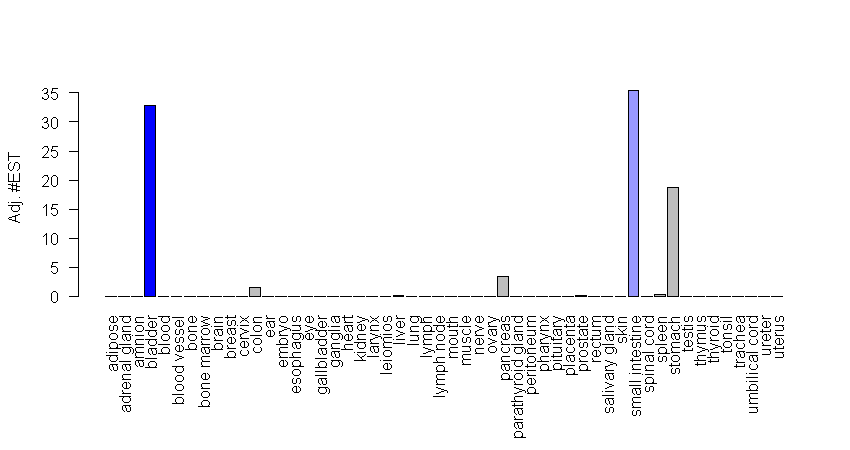 Adj. #EST
35
30
25
20
15
10
5
0
adipose
adrenal gland
amnion
bladder
blood
blood vessel
bone
bone marrow
brain
breast
cervix
colon
ear
embryo
esophagus
eye
gallbladder
ganglia
heart
kidney
larynx
leiomios
liver
lung
lymph
lymph node
mouth
muscle
nerve
ovary
pancreas
parathyroid gland
peritoneum
pharynx
pituitary
placenta
prostate
rectum
salivary gland
skin
small intestine
spinal cord
spleen
stomach
testis
thymus
thyroid
tonsil
trachea
umbilical cord
ureter
uterus